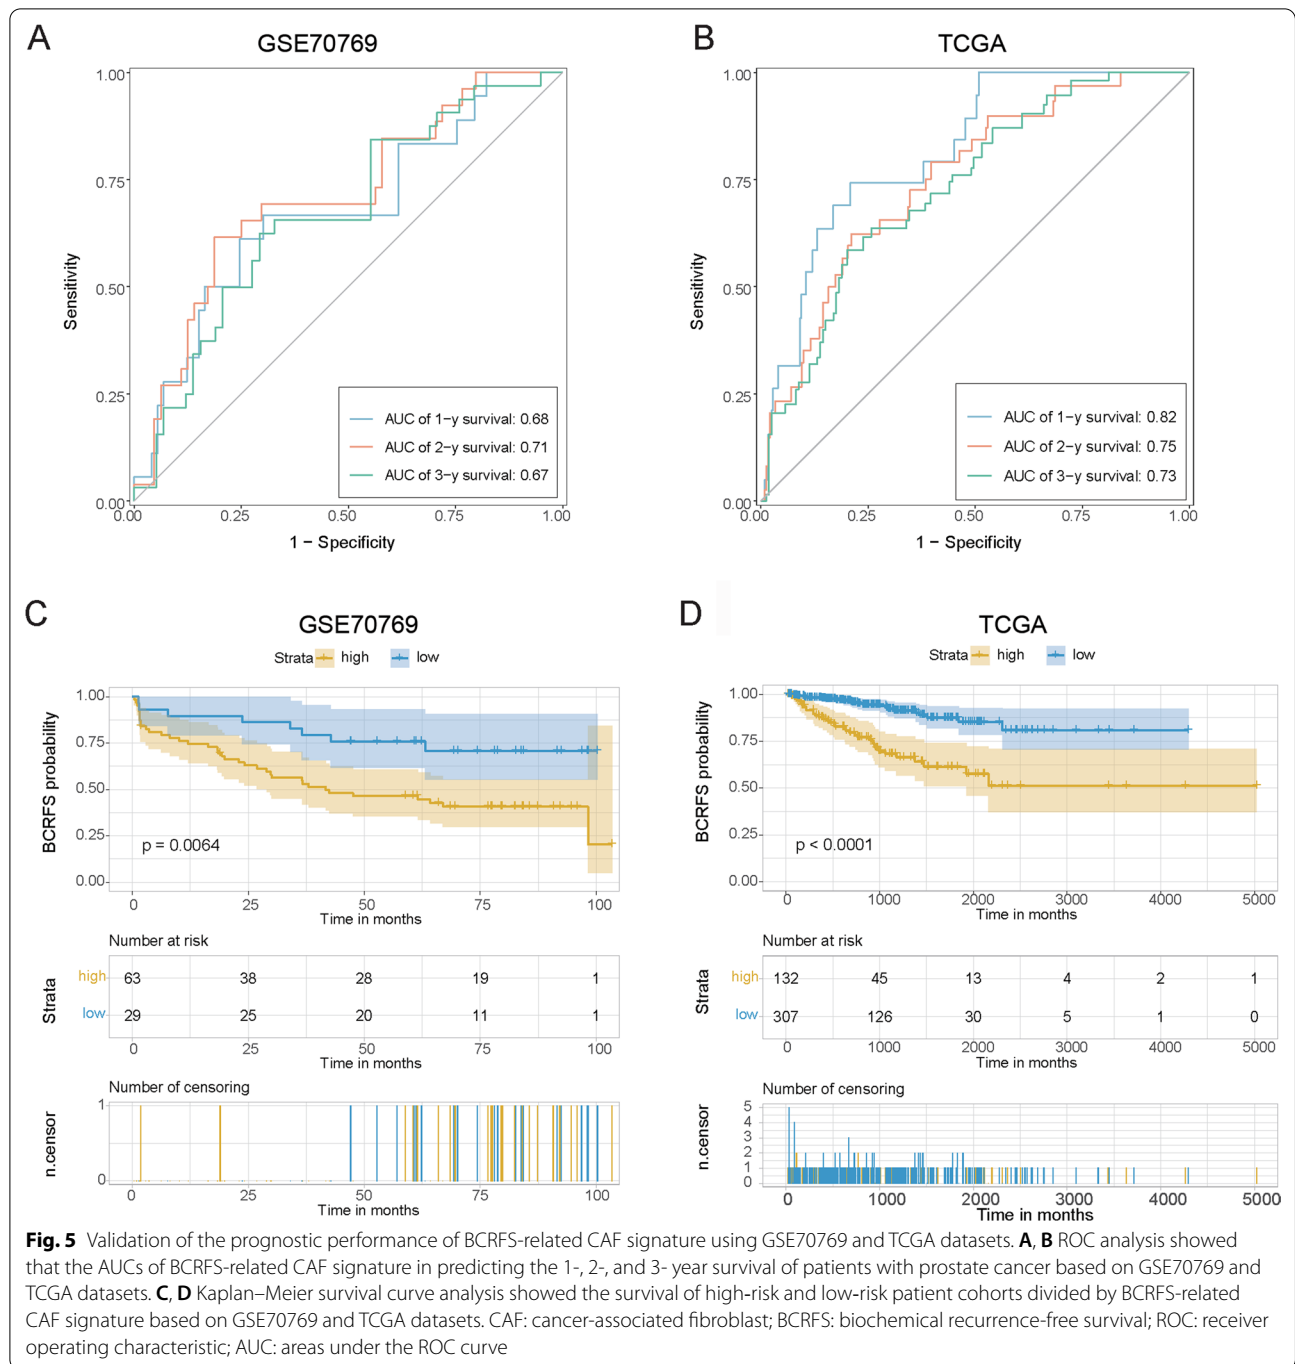 A
GSE70769
1.00
0.75
0.50
0.25
0.00
Sensitivity
AUC of 1-y survival: 0.68
AUC of 2-y survival: 0.71
AUC of 3-y survival: 0.67
0.00 0.25 0.50 0.75 1.00
1 − Specificity
B
TCGA
1.00
0.75
0.50
0.25
0.00
Sensitivity
AUC of 1-y survival: 0.82
AUC of 2-y survival: 0.75
AUC of 3-y survival: 0.73
0.00 0.25 0.50 0.75 1.00
1 − Specificity
C
GSE70769
Strata high low
1.00
0.75
0.50
0.25
0.00
BCRFS probability
p = 0.0064
0 25 50 75 100
Time in months
Number at risk
Strata
high 63 38 28 19 1
low 29 25 20 11 1
0 25 50 75 100
Time in months
Number of censoring
n.censor
1
0
0 25 50 75 100
Time in months
D
TCGA
Strata high low
1.00
0.75
0.50
0.25
0.00
BCRFS probability
p < 0.0001
0 1000 2000 3000 4000 5000
Time in months
Number at risk
Strata
high 132 45 13 4 2 1
low 307 126 30 5 1 0
0 1000 2000 3000 4000 5000
Time in months
Number of censoring
n.censor
5
4
3
2
1
0
0 1000 2000 3000 4000 5000
Time in months
Fig. 5 Validation of the prognostic performance of BCRFS-related CAF signature using GSE70769 and TCGA datasets. A, B ROC analysis showed
that the AUCs of BCRFS-related CAF signature in predicting the 1-, 2-, and 3- year survival of patients with prostate cancer based on GSE70769 and
TCGA datasets. C, D Kaplan–Meier survival curve analysis showed the survival of high-risk and low-risk patient cohorts divided by BCRFS-related
CAF signature based on GSE70769 and TCGA datasets. CAF: cancer-associated fibroblast; BCRFS: biochemical recurrence-free survival; ROC: receiver
operating characteristic; AUC: areas under the ROC curve